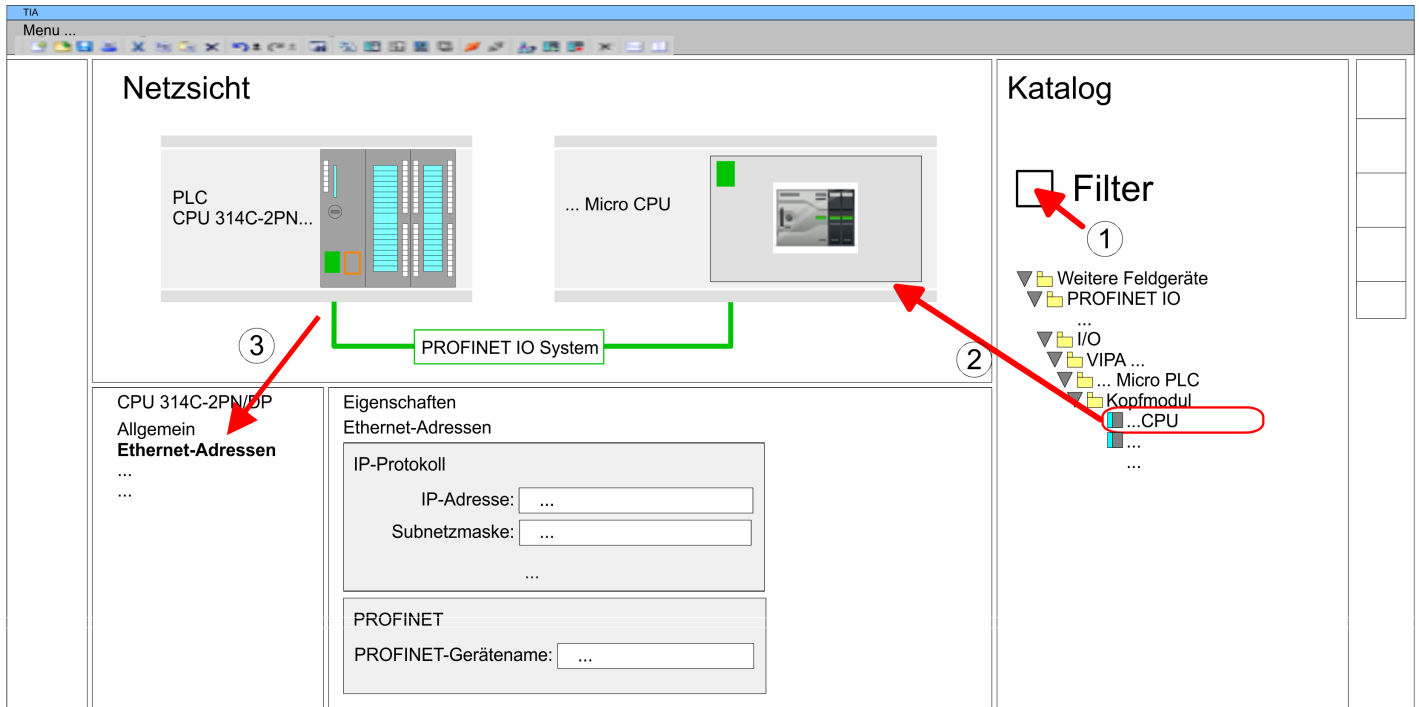 TIA
Menu ...
Netzsicht
PLC
CPU 314C-2PN...
... Micro CPU
PROFINET IO System
3
2
Katalog
Filter
1
Weitere Feldgeräte
PROFINET IO
...
I/O
VIPA ...
... Micro PLC
Kopfmodul
...CPU
...
...
CPU 314C-2PN/DP
Allgemein
Ethernet-Adressen
...
...
Eigenschaften
Ethernet-Adressen
IP-Protokoll
IP-Adresse: ...
Subnetzmaske: ...
...
PROFINET
PROFINET-Gerätename: ...